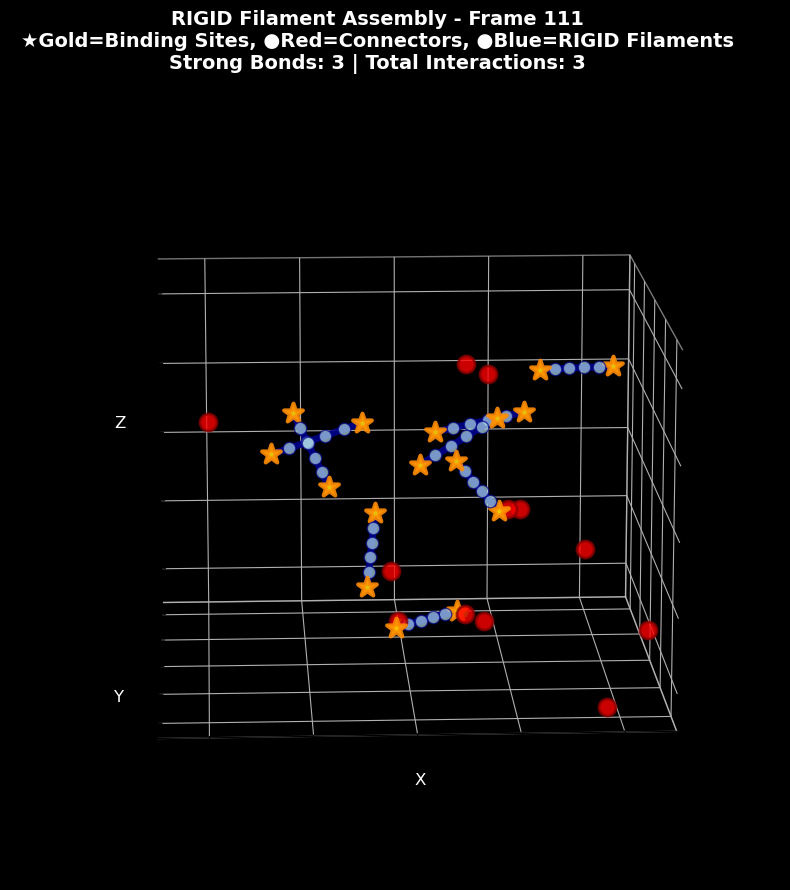 RIGID Filament Assembly - Frame 111
★Gold=Binding Sites, ●Red=Connectors, ●Blue=RIGID Filaments
Strong Bonds: 3 | Total Interactions: 3
Z
Y
X